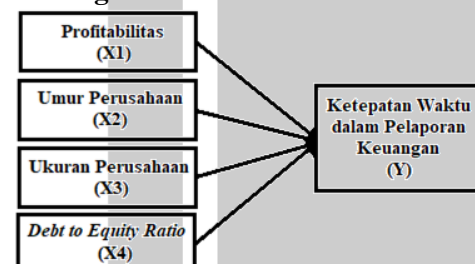 Profitabilitas
(X1)
Umur Perusahaan
(X2)
Ukuran Perusahaan
(X3)
Debt to Equity Ratio
(X4)
Ketepatan Waktu
dalam Pelaporan
Keuangan
(Y)